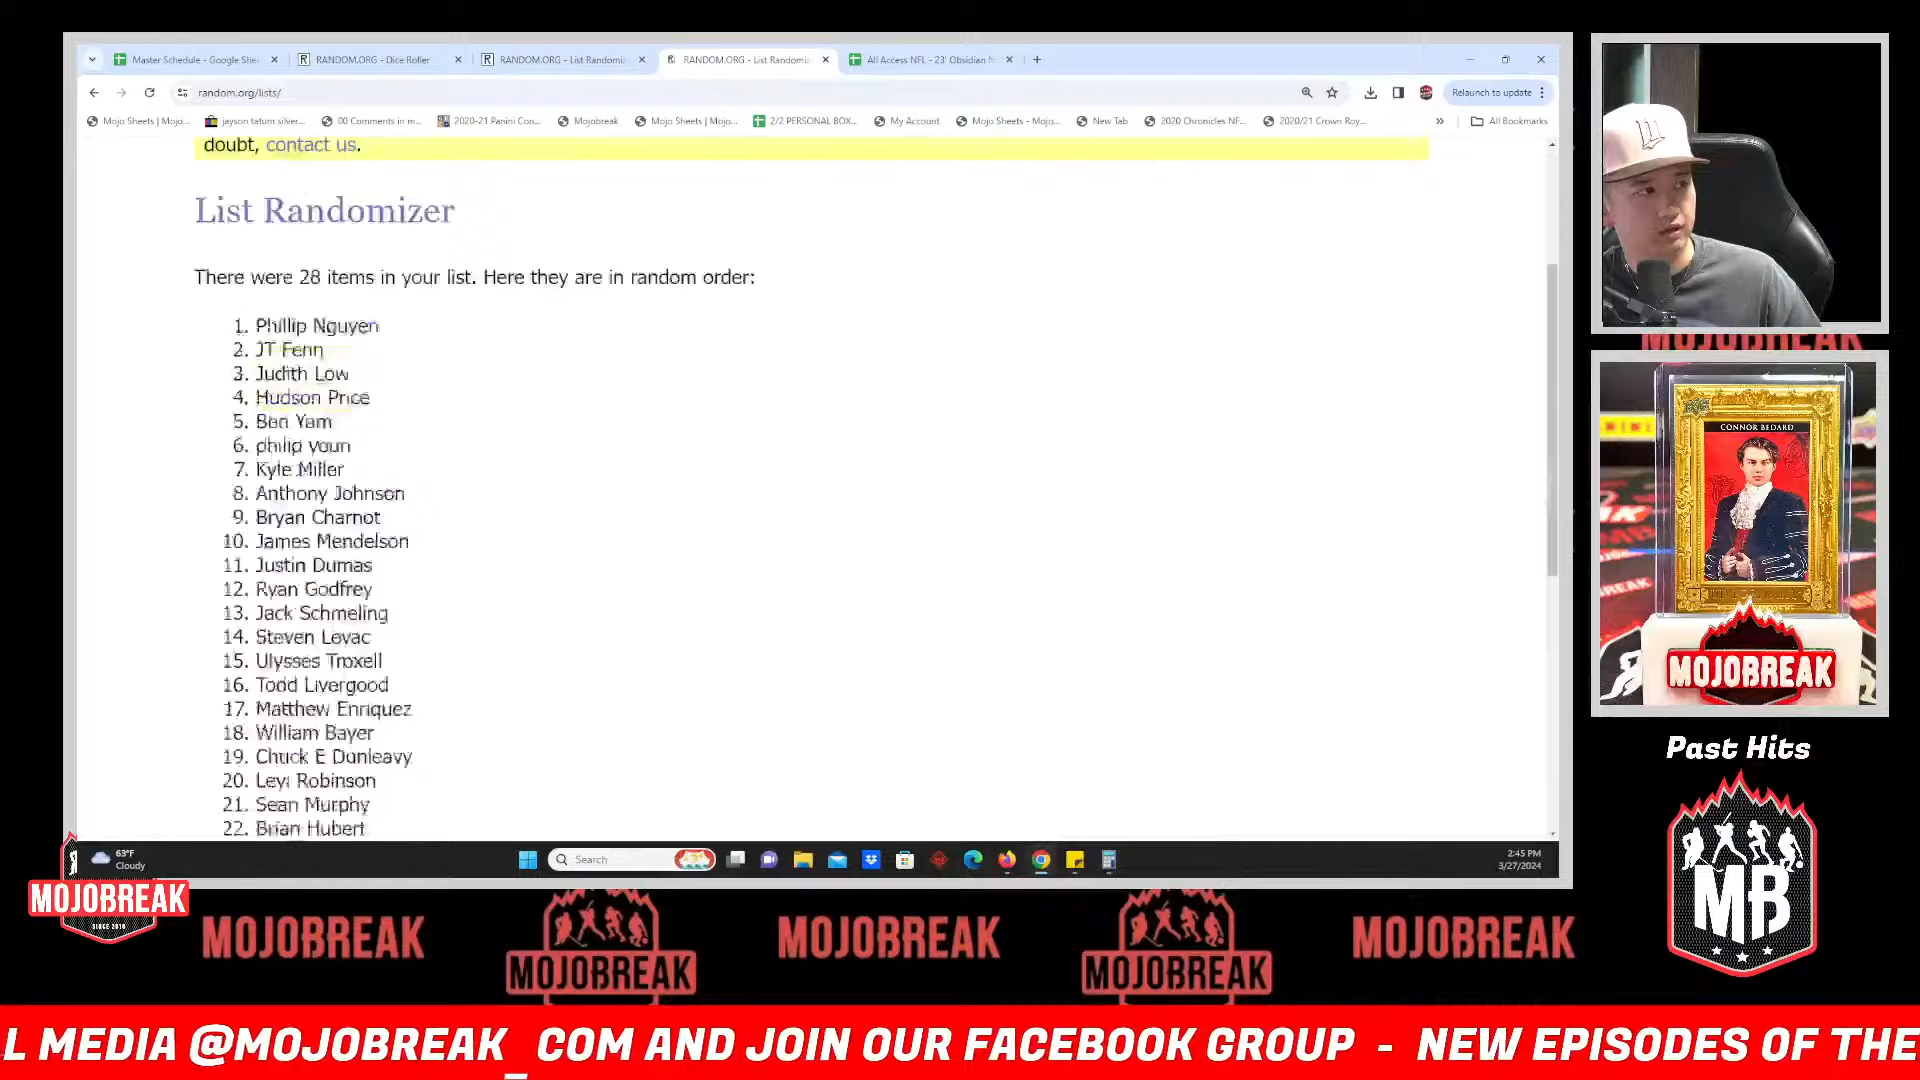 Master Schedule - Google She
RANDOM.ORG - Dice Roller
RANDOM.ORG - List Randomiz
RANDOM.ORG - List Randomiz
All Access NFL - 23' Obsidian N
random.org/lists/
Relaunch to update
Mojo Sheets | Mojo...
jayson tatum silver...
00 Comments in m...
2020-21 Panini Con...
Mojobreak
Mojo Sheets | Mojo...
2/2 PERSONAL BOX...
My Account
Mojo Sheets - Mojo...
New Tab
2020 Chronicles NF...
2020/21 Crown Roy...
»
All Bookmarks
doubt, contact us.
List Randomizer
There were 28 items in your list. Here they are in random order:
1. Phillip Nguyen
2. JT Fenn
3. Judith Low
4. Hudson Price
5. Ben Yam
6. philip youn
7. Kyle Miller
8. Anthony Johnson
9. Bryan Charnot
10. James Mendelson
11. Justin Dumas
12. Ryan Godfrey
13. Jack Schmeling
14. Steven Levac
15. Ulysses Troxell
16. Todd Livergood
17. Matthew Enriquez
18. William Bayer
19. Chuck E Dunleavy
20. Levi Robinson
21. Sean Murphy
22. Brian Hubert
63°F
Cloudy
Search
2:45 PM
3/27/2024
MOJOBREAK
CONNOR BEDARD
MOJOBREAK
Past Hits
MB
MOJOBREAK
SINCE 2010
MOJOBREAK
MOJOBREAK
MOJOBREAK
MOJOBREAK
MOJOBREAK
L MEDIA @MOJOBREAK_COM AND JOIN OUR FACEBOOK GROUP - NEW EPISODES OF THE